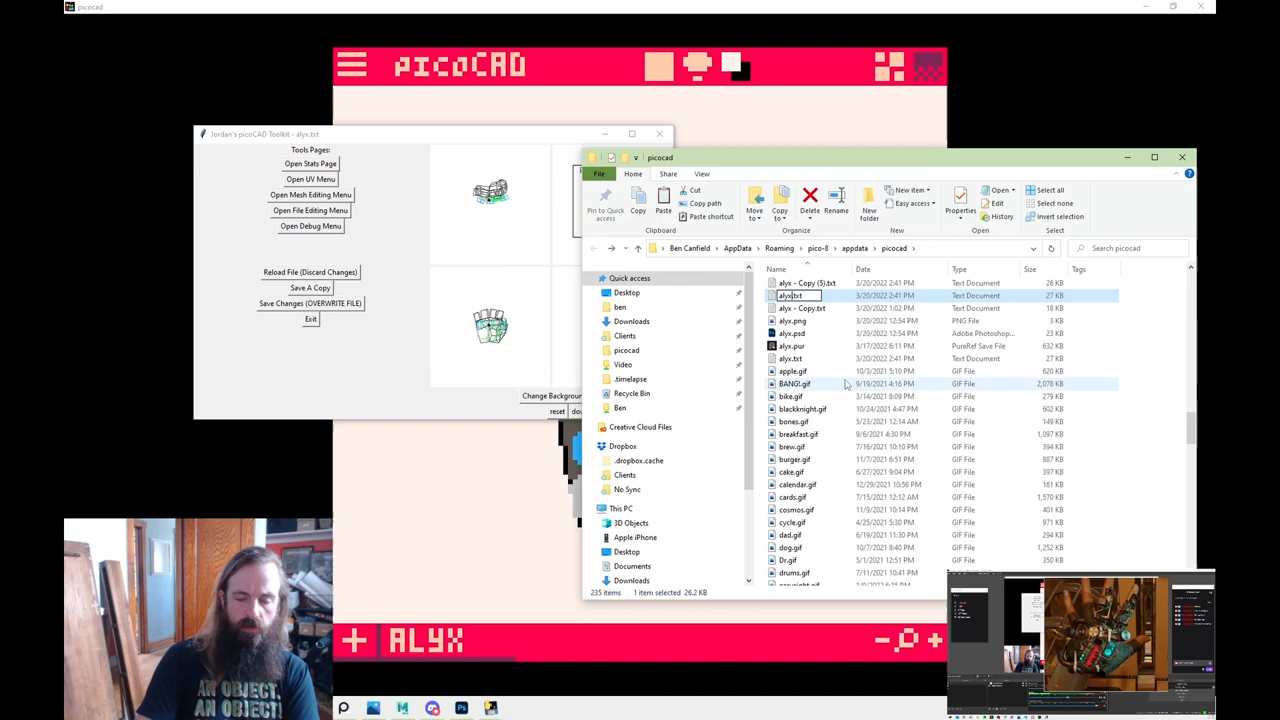 picocad
picoCAD
Jordan's picoCAD Toolkit - alyx.txt
Tools Pages:
Open Stats Page
Open UV Menu
Open Mesh Editing Menu
Open File Editing Menu
Open Debug Menu
Reload File (Discard Changes)
Save A Copy
Save Changes (OVERWRITE FILE)
Exit
Change Backgroun
reset
picocad
File Home Share View
Pin to Quick access
Copy
Paste
Cut
Copy path
Paste shortcut
Clipboard
Move to
Copy to
Delete
Rename
Organize
New folder
New item
Easy access
New
Properties
Open
Edit
History
Open
Select all
Select none
Invert selection
Select
Ben Canfield > AppData > Roaming > pico-8 > appdata > picocad >
Search picocad
Quick access
Desktop
ben
Downloads
Clients
picocad
Video
.timelapse
Recycle Bin
Ben
Creative Cloud Files
Dropbox
.dropbox.cache
Clients
No Sync
This PC
3D Objects
Apple iPhone
Desktop
Documents
Downloads
Name Date Type Size Tags
alyx - Copy (5).txt 3/20/2022 2:41 PM Text Document 26 KB
alyx.txt 3/20/2022 2:41 PM Text Document 27 KB
alyx - Copy.txt 3/20/2022 1:02 PM Text Document 27 KB
alyx.png 3/20/2022 12:54 PM PNG File 3 KB
alyx.psd 3/20/2022 12:54 PM Adobe Photoshop... 23 KB
alyx.pur 3/17/2022 6:11 PM PureRef Save File 632 KB
alyx.txt 3/20/2022 2:41 PM Text Document 27 KB
apple.gif 10/3/2021 5:10 PM GIF File 620 KB
BANG!.gif 9/19/2021 4:16 PM GIF File 2,078 KB
bike.gif 3/14/2021 8:09 PM GIF File 279 KB
blackknight.gif 10/24/2021 4:47 PM GIF File 602 KB
bones.gif 5/23/2021 12:14 AM GIF File 149 KB
breakfast.gif 9/6/2021 4:30 PM GIF File 1,097 KB
brew.gif 7/16/2021 10:10 PM GIF File 394 KB
burger.gif 11/7/2021 6:51 PM GIF File 887 KB
cake.gif 6/27/2021 9:04 PM GIF File 397 KB
calendar.gif 12/29/2021 10:56 PM GIF File 161 KB
cards.gif 7/15/2021 12:12 AM GIF File 1,570 KB
cosmos.gif 11/9/2021 10:14 PM GIF File 401 KB
cycle.gif 4/25/2021 5:30 PM GIF File 971 KB
dad.gif 6/19/2021 11:30 PM GIF File 294 KB
dog.gif 10/7/2021 8:40 PM GIF File 1,252 KB
Dr.gif 5/1/2021 12:51 PM GIF File 350 KB
drums.gif 7/11/2021 10:41 PM GIF File 385 KB
235 items 1 item selected 26.2 KB
ALYX
AN OBJECT
AN OBJECT